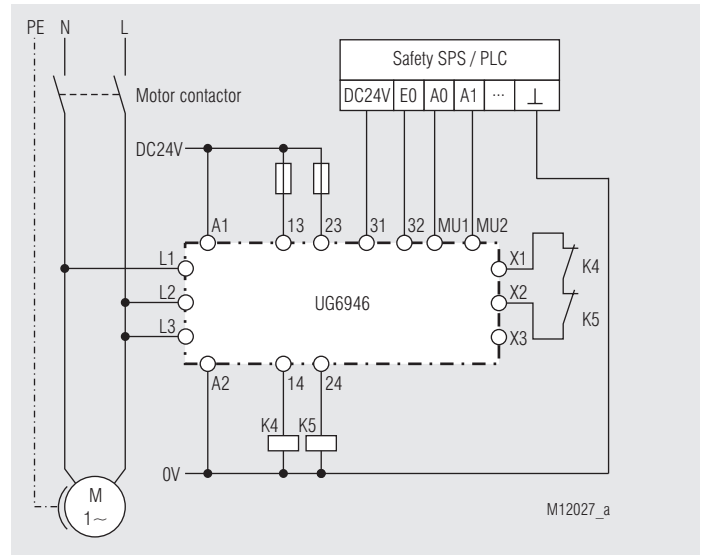 PE N L
Safety SPS / PLC
DC24V E0 A0 A1 ... ⊥
Motor contactor
DC24V
A1 13 23 31 32 MU1 MU2
L1
X1
K4
L2
X2
UG6946
K5
L3
X3
A2 14 24
K4 K5
0V
M
1~
M12027_a